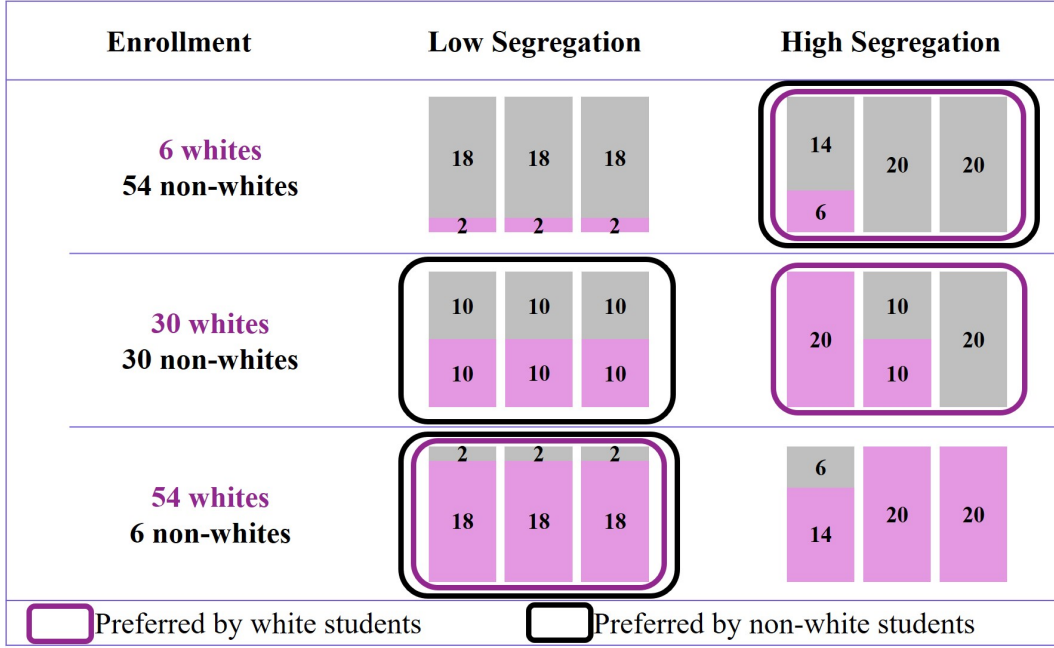 Enrollment Low Segregation High Segregation
6 whites
54 non-whites
18 18 18
2 2 2
14 20 20
6
30 whites
30 non-whites
10 10 10
10 10 10
20 10 20
10
54 whites
6 non-whites
2 2 2
18 18 18
6
14 20 20
Preferred by white students Preferred by non-white students